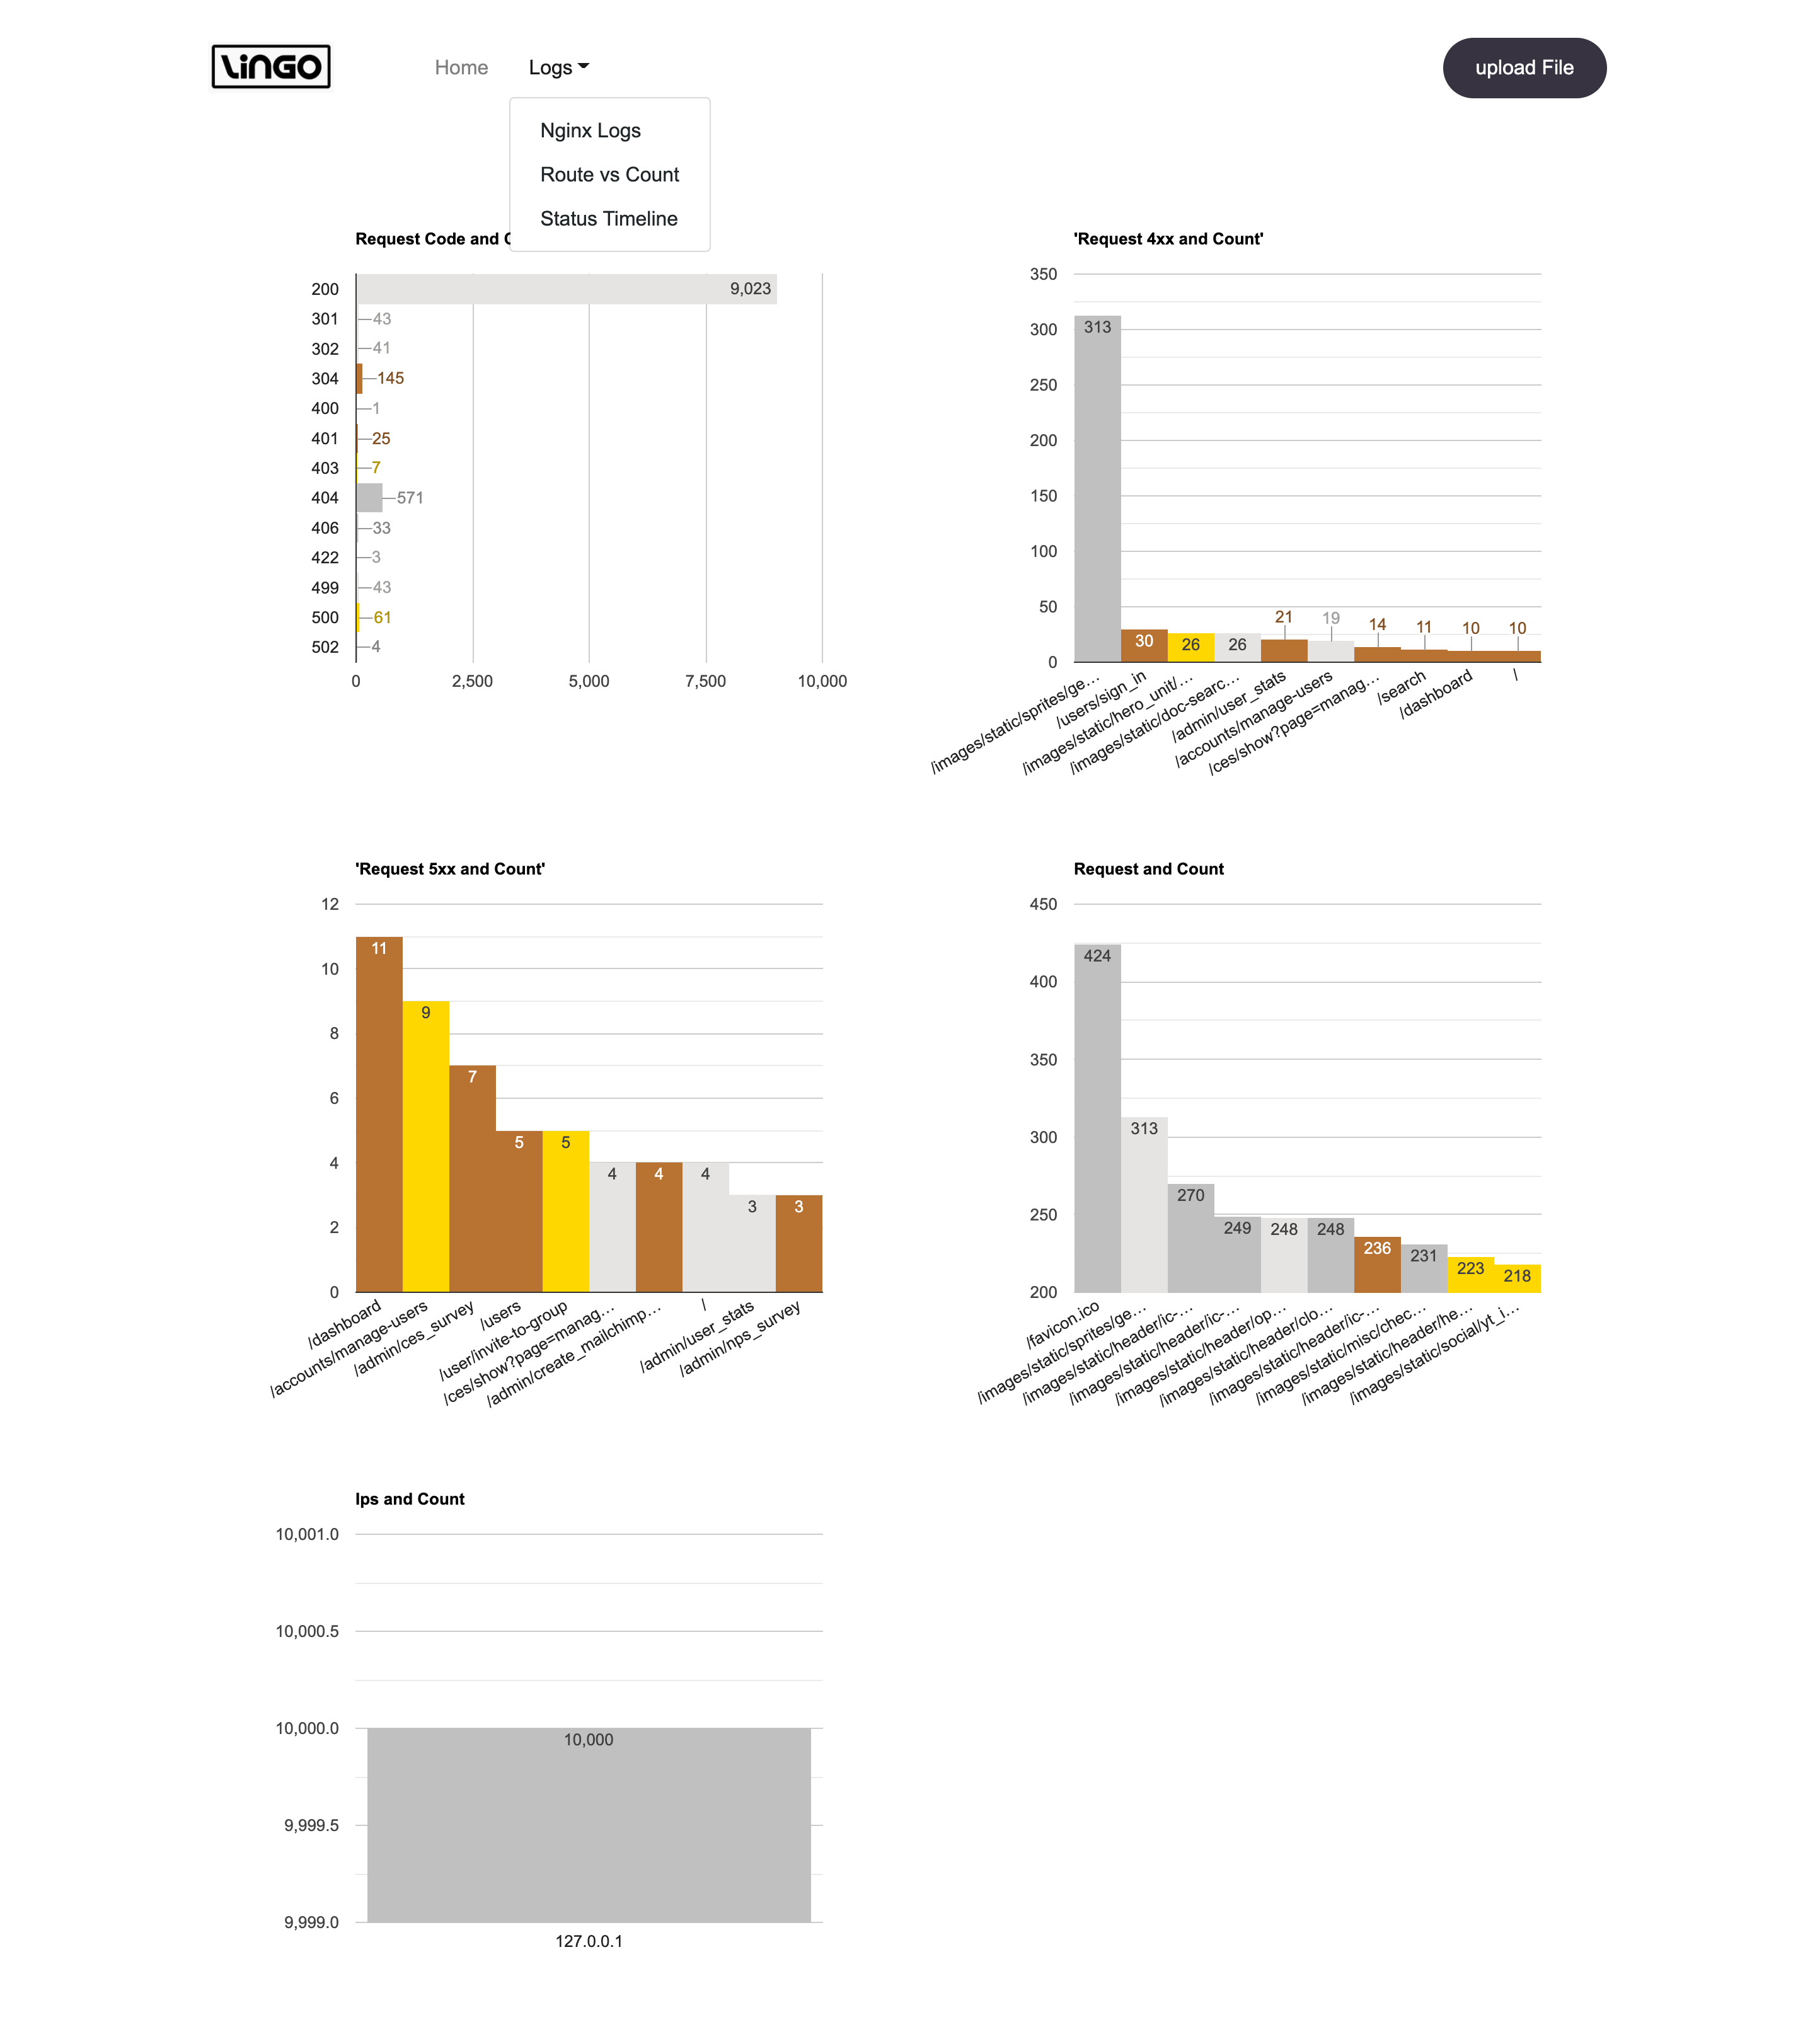 LiNGO
Home
Logs
upload File
Nginx Logs
Route vs Count
Status Timeline
Request Code and
200
301
302
304
400
401
403
404
406
422
499
500
502
9,023
43
41
145
1
25
7
571
33
3
43
61
4
0 2,500 5,000 7,500 10,000
'Request 4xx and Count'
350
300
250
200
150
100
50
0
313
30
26
26
21
19
14
11
10
10
/images/static/sprites/ge...
/users/sign_in
/images/static/hero_unit/...
/images/static/doc-searc...
/admin/user_stats
/accounts/manage-users
/ces/show?page=manag...
/search
/dashboard
/
'Request 5xx and Count'
12
10
8
6
4
2
0
11
9
7
5
5
4
4
4
3
3
/dashboard
/accounts/manage-users
/admin/ces_survey
/users
/user/invite-to-group
/ces/show?page=manag...
/admin/create_mailchimp...
/
/admin/user_stats
/admin/nps_survey
Request and Count
450
400
350
300
250
200
424
313
270
249
248
248
236
231
223
218
/favicon.ico
/images/static/sprites/ge...
/images/static/header/ic-...
/images/static/header/ic-...
/images/static/header/op...
/images/static/header/clo...
/images/static/header/ic-...
/images/static/misc/chec...
/images/static/header/he...
/images/static/social/yt_i...
Ips and Count
10,001.0
10,000.5
10,000.0
9,999.5
9,999.0
10,000
127.0.0.1